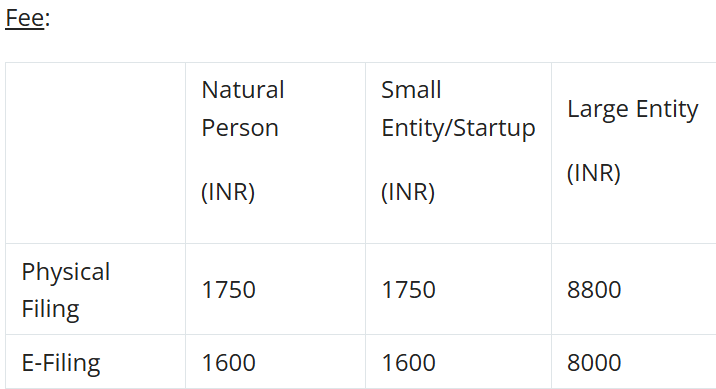 Fee:
Natural Person (INR)
Small Entity/Startup (INR)
Large Entity (INR)
Physical Filing
1750
1750
8800
E-Filing
1600
1600
8000